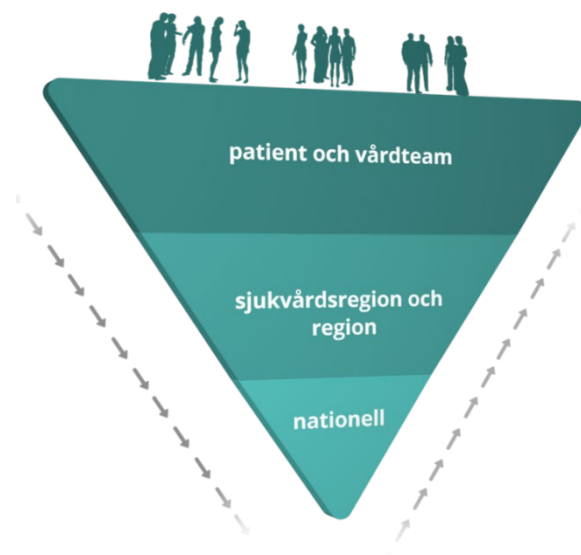 patient och vårdteam
sjukvårdsregion och
region
nationell